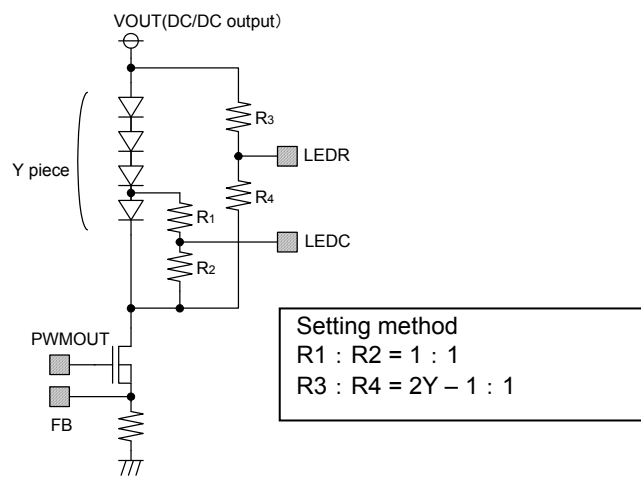 VOUT(DC/DC output）
R3
LEDR
Y piece
R4
R1
LEDC
R2
PWMOUT
FB
Setting method
R1 : R2 = 1 : 1
R3 : R4 = 2Y – 1 : 1